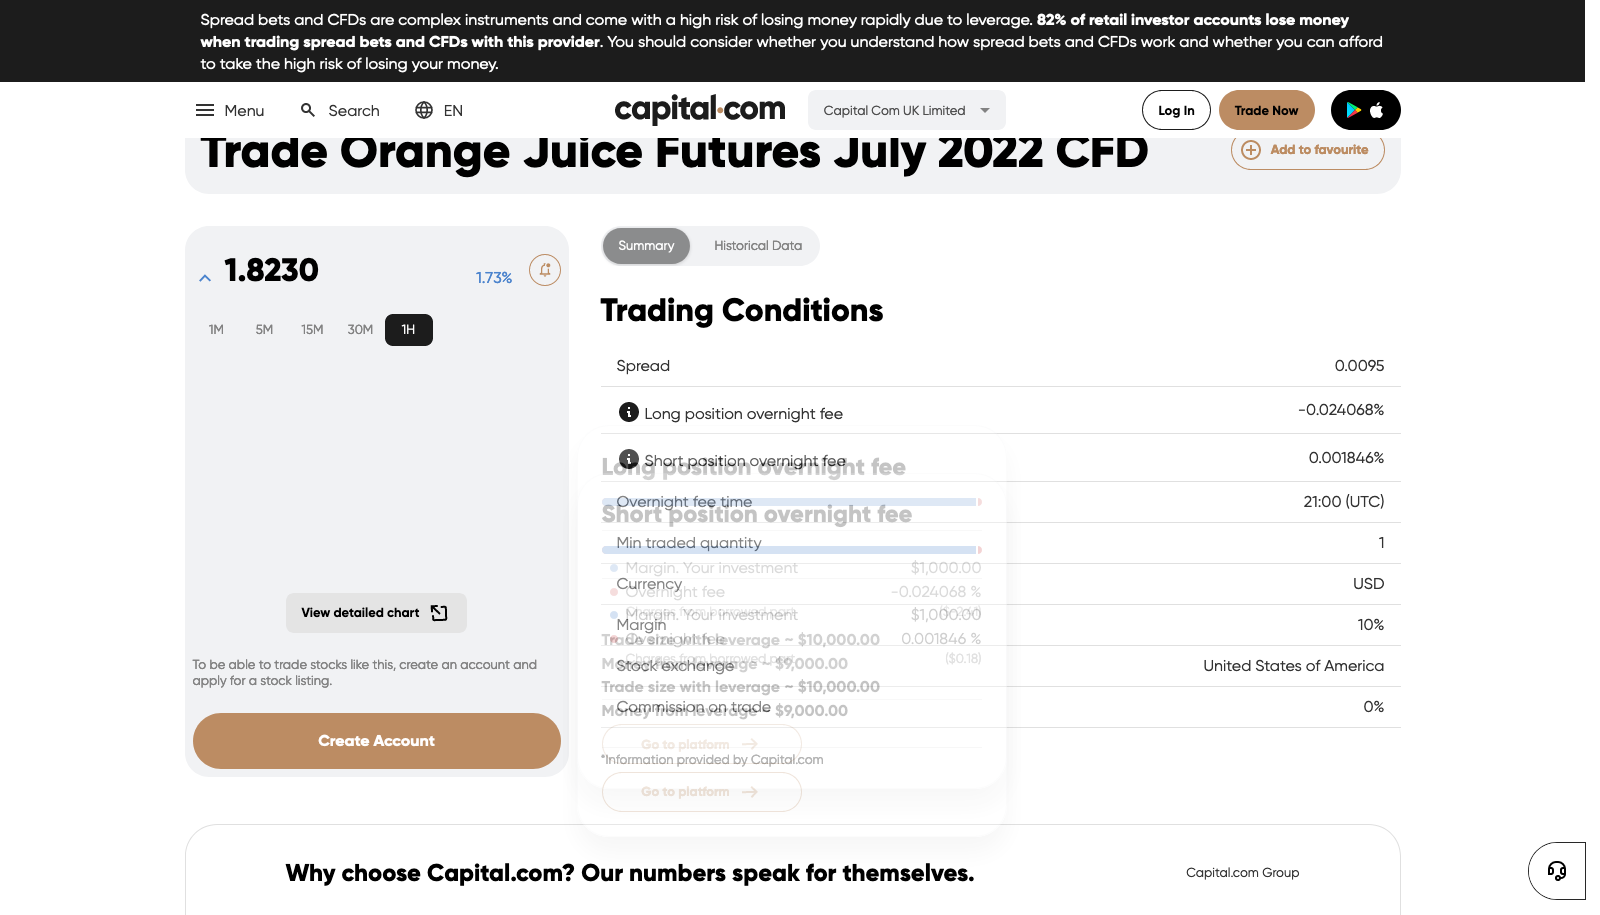 Spread bets and CFDs are complex instruments and come with a high risk of losing money rapidly due to leverage. 82% of retail investor accounts lose money
when trading spread bets and CFDs with this provider. You should consider whether you understand how spread bets and CFDs work and whether you can afford
to take the high risk of losing your money.
Menu Search EN capital.com Capital Com UK Limited Log In Trade Now
Trade Orange Juice Futures July 2022 CFD Add to favourite
1.8230 1.73%
1M 5M 15M 30M 1H
View detailed chart
To be able to trade stocks like this, create an account and
apply for a stock listing.
Create Account
Summary Historical Data
Trading Conditions
Spread 0.0095
Long position overnight fee -0.024068%
Short position overnight fee 0.001846%
Overnight fee time 21:00 (UTC)
Min traded quantity 1
Currency USD
Margin 10%
Stock exchange United States of America
Commission on trade 0%
*Information provided by Capital.com
Long position overnight fee
Margin. Your investment $1,000.00
Overnight fee -0.024068 %
Trade size with leverage ~ $10,000.00
Money from leverage ~ $9,000.00
Go to platform
Short position overnight fee
Margin. Your investment $1,000.00
Overnight fee 0.001846 %
Charges from borrowed part ($0.18)
Trade size with leverage ~ $10,000.00
Money from leverage ~ $9,000.00
Go to platform
Why choose Capital.com? Our numbers speak for themselves. Capital.com Group